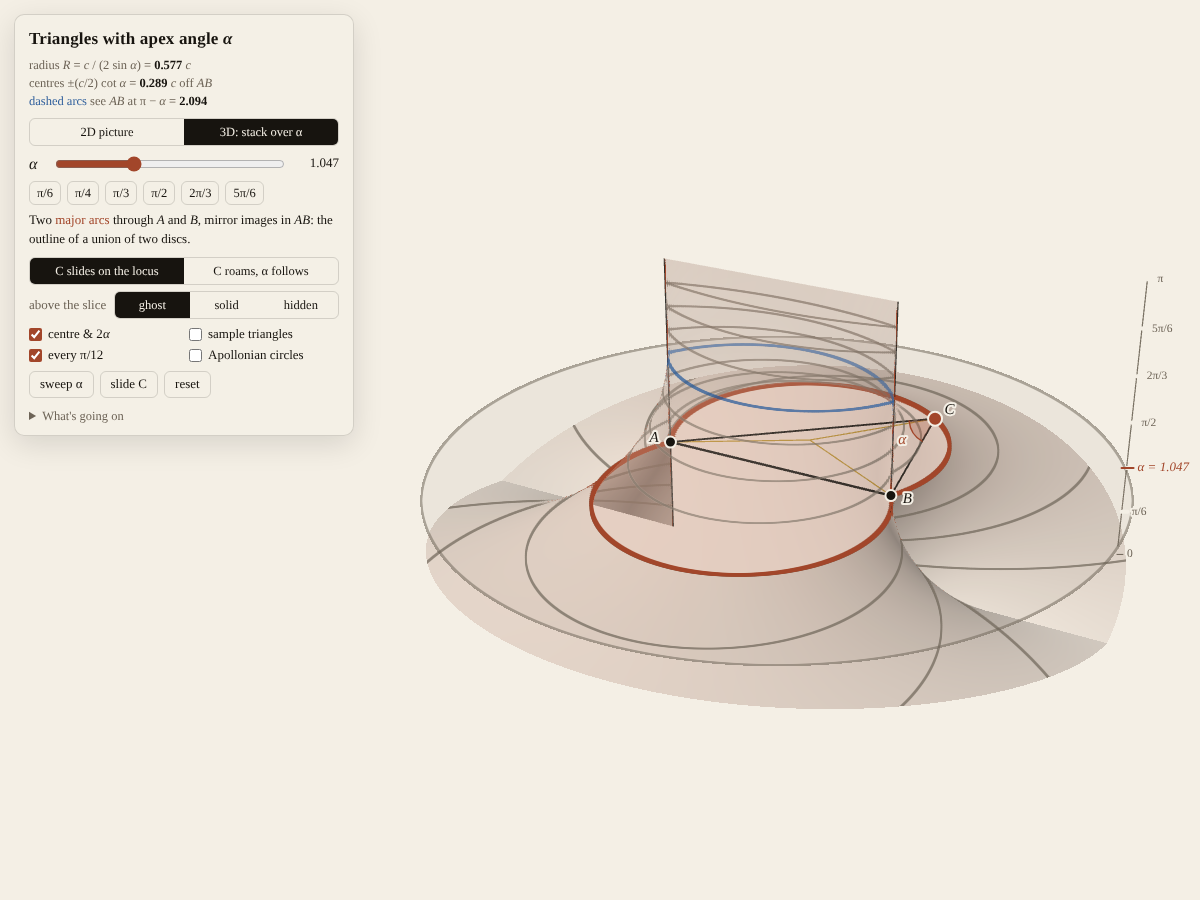 Triangles with apex angle α
radius R = c / (2 sin α) = 0.577 c
centres ±(c/2) cot α = 0.289 c off AB
dashed arcs see AB at π − α = 2.094
2D picture 3D: stack over α
α 1.047
π/6 π/4 π/3 π/2 2π/3 5π/6
Two major arcs through A and B, mirror images in AB: the
outline of a union of two discs.
C slides on the locus C roams, α follows
above the slice ghost solid hidden
centre & 2α sample triangles
every π/12 Apollonian circles
sweep α slide C reset
What's going on
π
5π/6
2π/3
π/2
α = 1.047
π/6
0
A
C
α
B